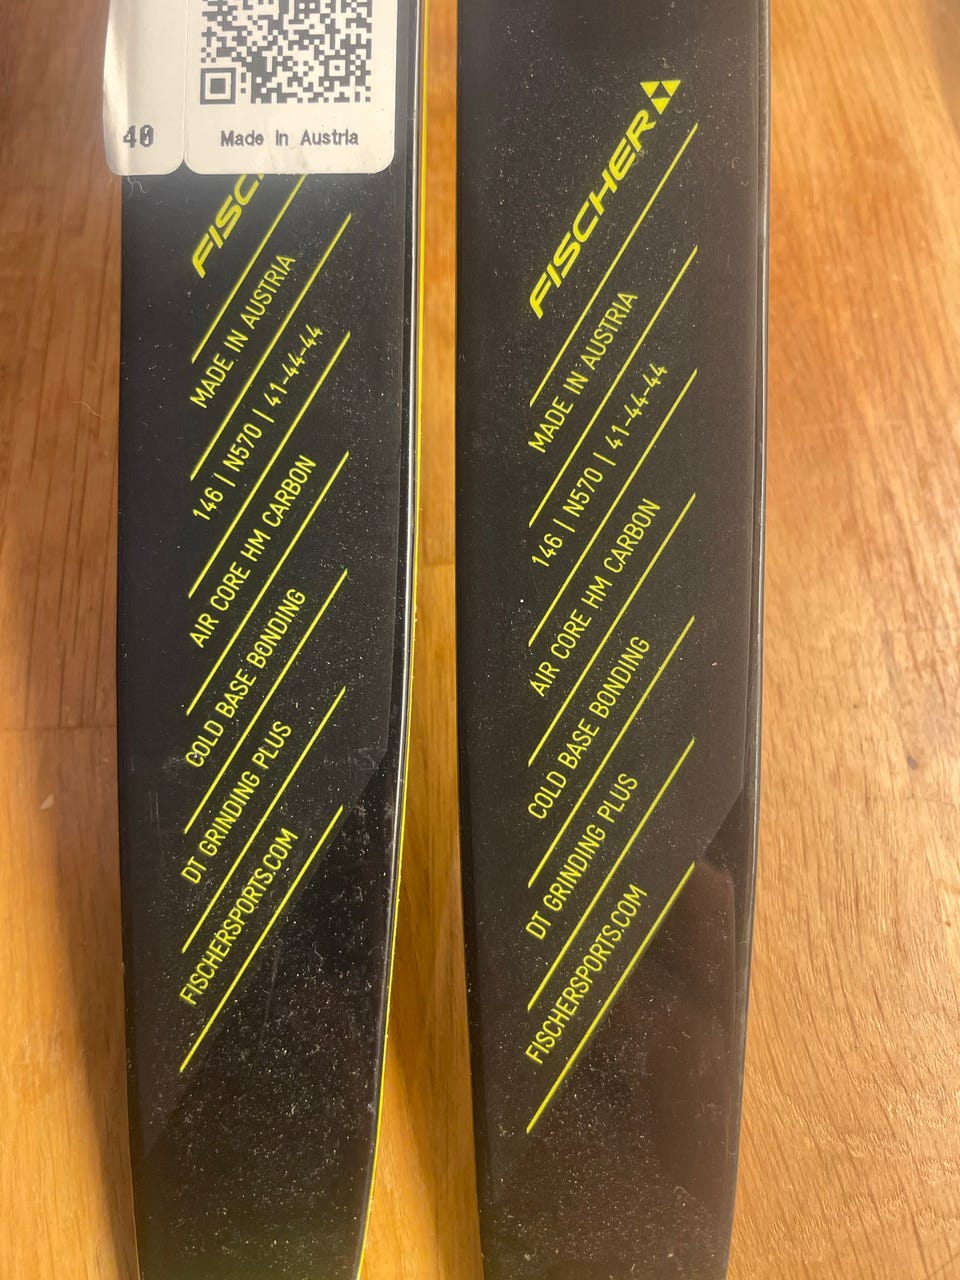 40
Made In Austria
FISC
MADE IN AUSTRIA
146 | N570 | 41-44-44
AIR CORE HM CARBON
COLD BASE BONDING
DT GRINDING PLUS
FISCHERSPORTS.COM
FISCHER
MADE IN AUSTRIA
146 | N570 | 41-44-44
AIR CORE HM CARBON
COLD BASE BONDING
DT GRINDING PLUS
FISCHERSPORTS.COM